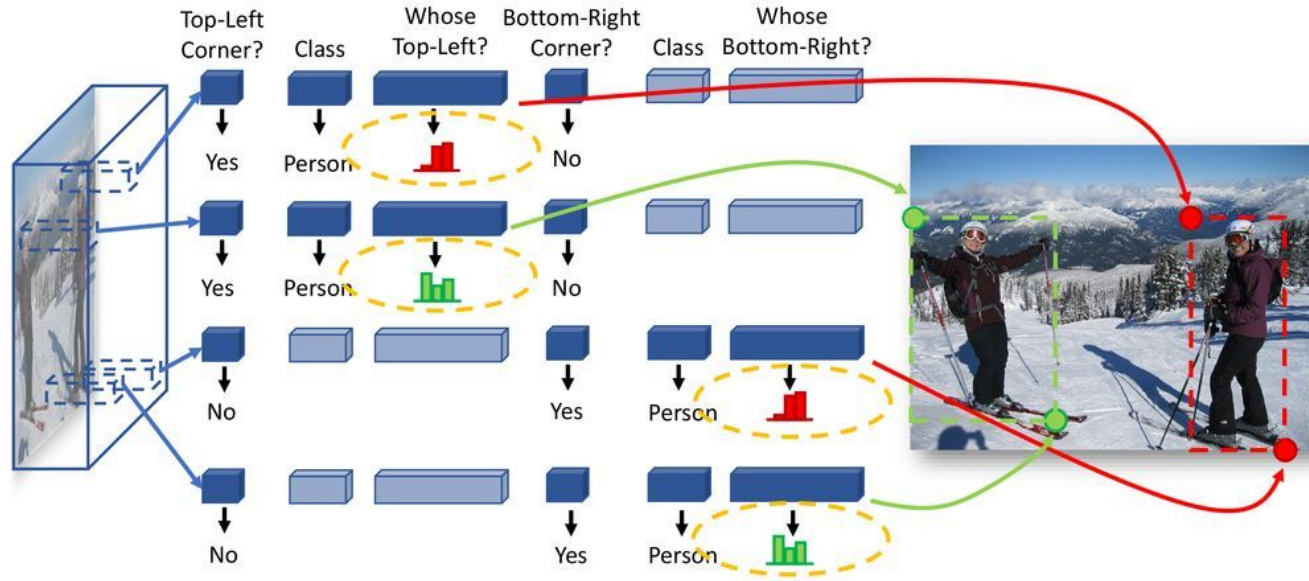 Top-Left
Corner?
Class
Whose
Top-Left?
Bottom-Right
Corner?
Class
Whose
Bottom-Right?
Yes
Person
No
Yes
Person
No
No
Yes
Person
No
Yes
Person